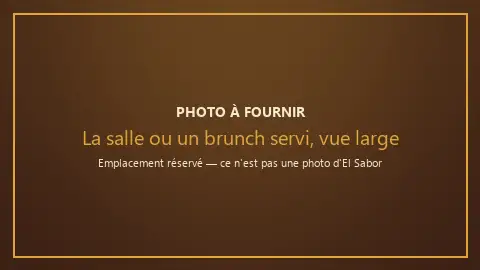 PHOTO À FOURNIR
La salle ou un brunch servi, vue large
Emplacement réservé — ce n'est pas une photo d'El Sabor